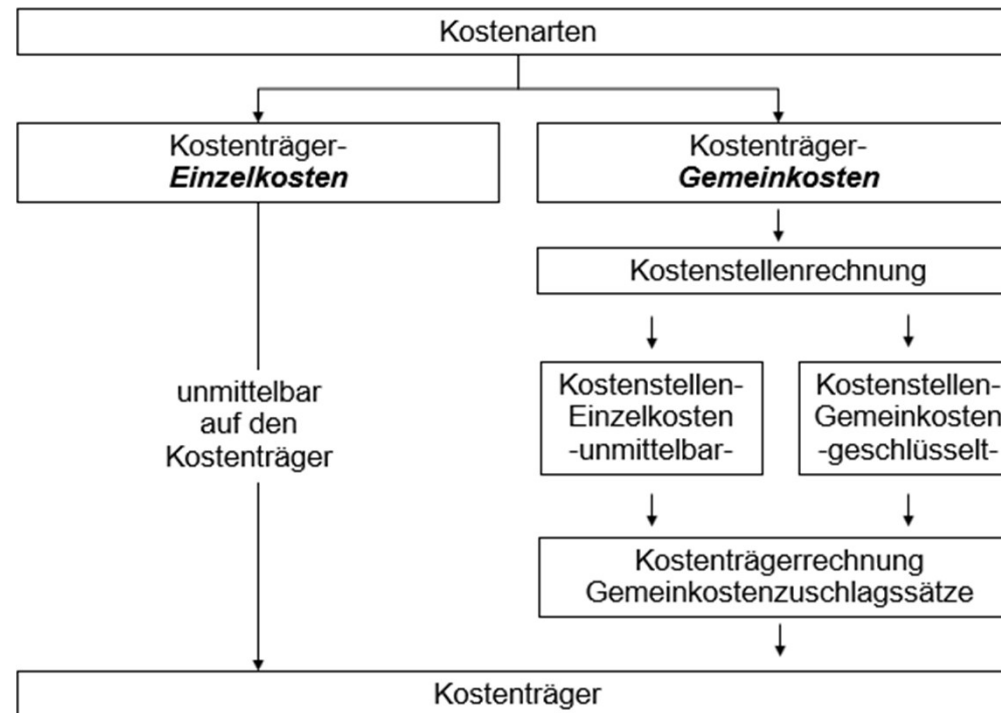 Kostenarten
Kostenträger-
Einzelkosten
Kostenträger-
Gemeinkosten
Kostenstellenrechnung
unmittelbar
auf den
Kostenträger
Kostenstellen-
Einzelkosten
-unmittelbar-
Kostenstellen-
Gemeinkosten
-geschlüsselt-
Kostenträgerrechnung
Gemeinkostenzuschlagssätze
Kostenträger